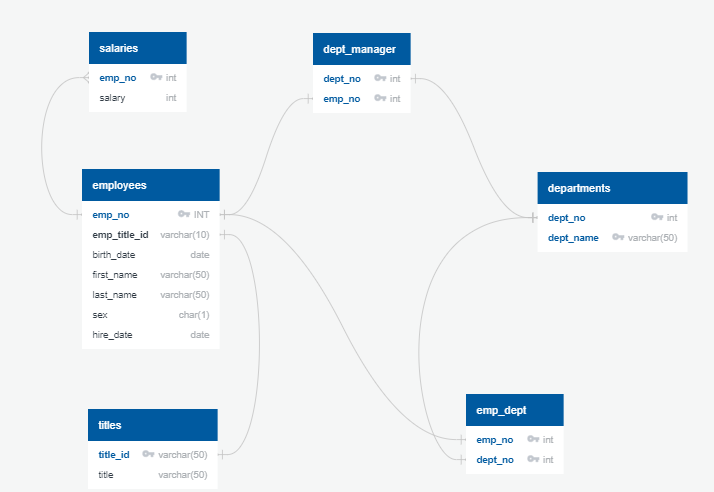 salaries
emp_no int
salary int
dept_manager
dept_no int
emp_no int
employees
emp_no INT
emp_title_id varchar(10)
birth_date date
first_name varchar(50)
last_name varchar(50)
sex char(1)
hire_date date
departments
dept_no int
dept_name varchar(50)
titles
title_id varchar(50)
title varchar(50)
emp_dept
emp_no int
dept_no int